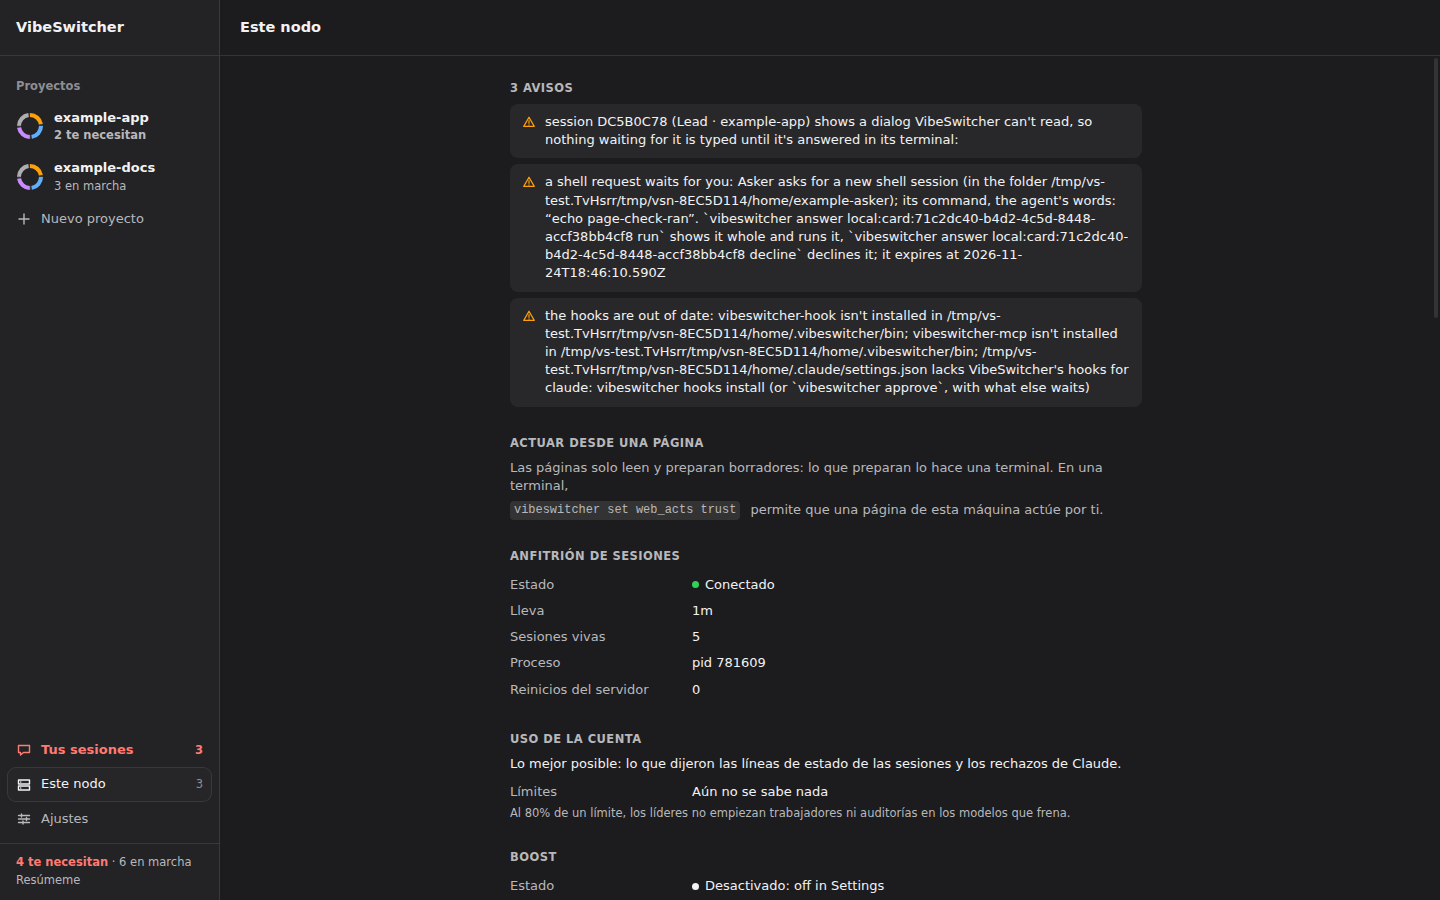 VibeSwitcher
Este nodo
Proyectos
example-app
2 te necesitan
example-docs
3 en marcha
Nuevo proyecto
Tus sesiones 3
Este nodo 3
Ajustes
4 te necesitan · 6 en marcha
Resúmeme
3 AVISOS
session DC5B0C78 (Lead · example-app) shows a dialog VibeSwitcher can't read, so
nothing waiting for it is typed until it's answered in its terminal:
a shell request waits for you: Asker asks for a new shell session (in the folder /tmp/vs-
test.TvHsrr/tmp/vsn-8EC5D114/home/example-asker); its command, the agent's words:
“echo page-check-ran”. `vibeswitcher answer local:card:71c2dc40-b4d2-4c5d-8448-
accf38bb4cf8 run` shows it whole and runs it, `vibeswitcher answer local:card:71c2dc40-
b4d2-4c5d-8448-accf38bb4cf8 decline` declines it; it expires at 2026-11-
24T18:46:10.590Z
the hooks are out of date: vibeswitcher-hook isn't installed in /tmp/vs-
test.TvHsrr/tmp/vsn-8EC5D114/home/.vibeswitcher/bin; vibeswitcher-mcp isn't installed
in /tmp/vs-test.TvHsrr/tmp/vsn-8EC5D114/home/.vibeswitcher/bin; /tmp/vs-
test.TvHsrr/tmp/vsn-8EC5D114/home/.claude/settings.json lacks VibeSwitcher's hooks for
claude: vibeswitcher hooks install (or `vibeswitcher approve`, with what else waits)
ACTUAR DESDE UNA PÁGINA
Las páginas solo leen y preparan borradores: lo que preparan lo hace una terminal. En una
terminal,
vibeswitcher set web_acts trust permite que una página de esta máquina actúe por ti.
ANFITRIÓN DE SESIONES
Estado Conectado
Lleva 1m
Sesiones vivas 5
Proceso pid 781609
Reinicios del servidor 0
USO DE LA CUENTA
Lo mejor posible: lo que dijeron las líneas de estado de las sesiones y los rechazos de Claude.
Límites Aún no se sabe nada
Al 80% de un límite, los líderes no empiezan trabajadores ni auditorías en los modelos que frena.
BOOST
Estado Desactivado: off in Settings